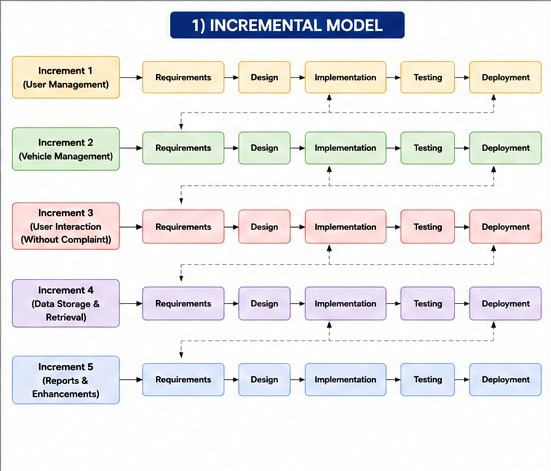 1) INCREMENTAL MODEL
Increment 1
(User Management)
Requirements
Design
Implementation
Testing
Deployment
Increment 2
(Vehicle Management)
Requirements
Design
Implementation
Testing
Deployment
Increment 3
(User Interaction
(Without Complaint))
Requirements
Design
Implementation
Testing
Deployment
Increment 4
(Data Storage &
Retrieval)
Requirements
Design
Implementation
Testing
Deployment
Increment 5
(Reports &
Enhancements)
Requirements
Design
Implementation
Testing
Deployment